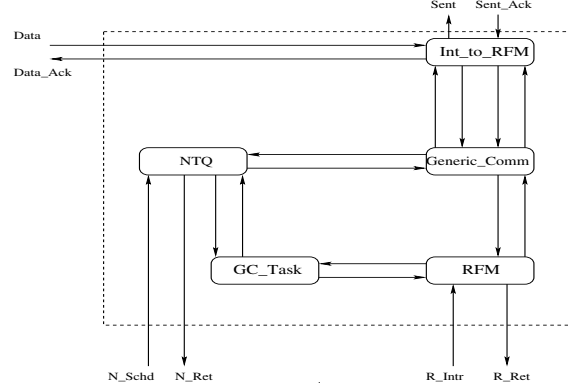 Sent Sent_Ack
Data
Int_to_RFM
Data_Ack
NTQ
Generic_Comm
GC_Task
RFM
N_Schd N_Ret R_Intr R_Ret